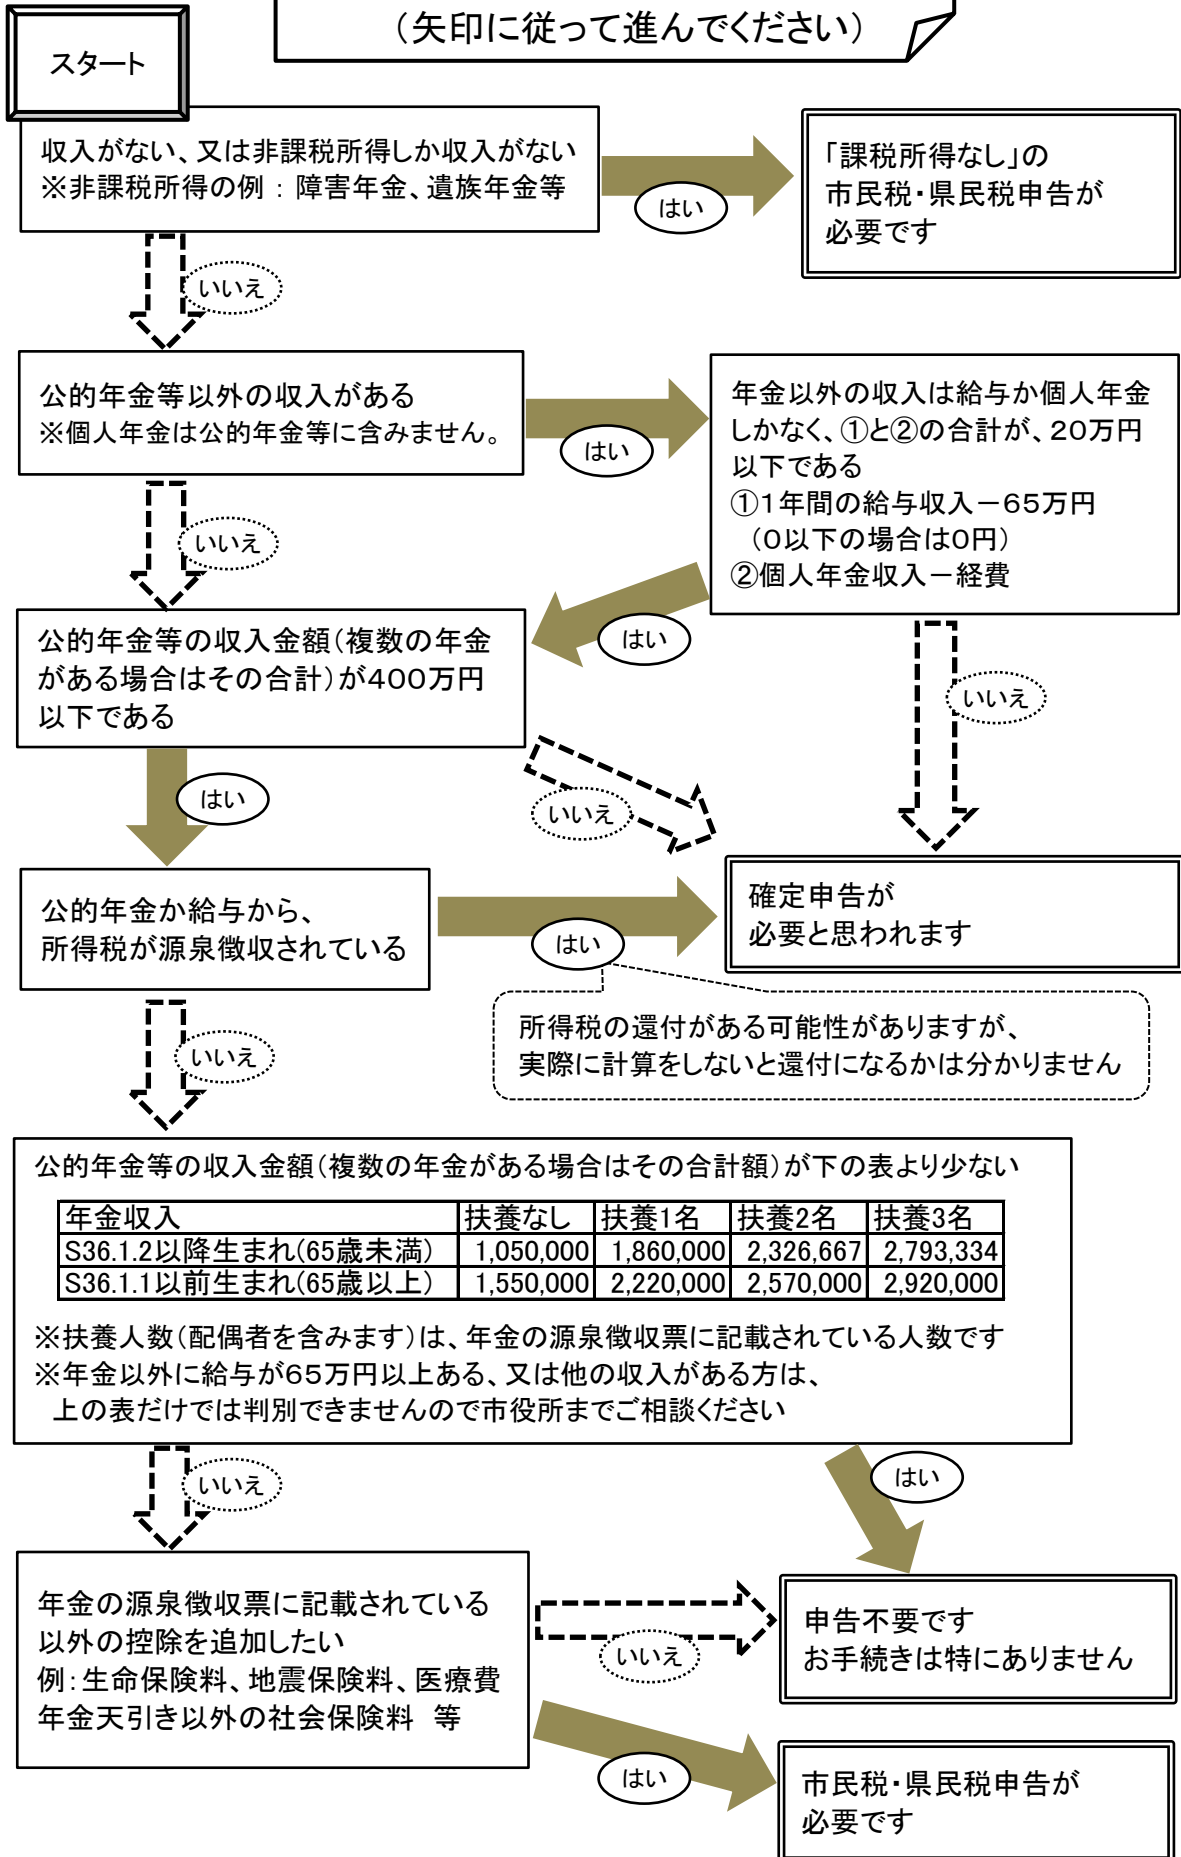 （矢印に従って進んでください）
スタート
収入がない、又は非課税所得しか収入がない
※非課税所得の例：障害年金、遺族年金等
はい
「課税所得なし」の
市民税・県民税申告が
必要です
いいえ
公的年金等以外の収入がある
※個人年金は公的年金等に含みません。
はい
年金以外の収入は給与か個人年金
しかなく、①と②の合計が、20万円
以下である
①１年間の給与収入－65万円
（0以下の場合は0円）
②個人年金収入－経費
いいえ
はい
いいえ
公的年金等の収入金額（複数の年金
がある場合はその合計）が400万円
以下である
はい
いいえ
確定申告が
必要と思われます
公的年金か給与から、
所得税が源泉徴収されている
はい
所得税の還付がある可能性がありますが、
実際に計算をしないと還付になるかは分かりません
いいえ
公的年金等の収入金額（複数の年金がある場合はその合計額）が下の表より少ない
年金収入 扶養なし 扶養1名 扶養2名 扶養3名
S36.1.2以降生まれ(65歳未満) 1,050,000 1,860,000 2,326,667 2,793,334
S36.1.1以前生まれ(65歳以上) 1,550,000 2,220,000 2,570,000 2,920,000
※扶養人数（配偶者を含みます）は、年金の源泉徴収票に記載されている人数です
※年金以外に給与が65万円以上ある、又は他の収入がある方は、
上の表だけでは判別できませんので市役所までご相談ください
いいえ
はい
年金の源泉徴収票に記載されている
以外の控除を追加したい
例：生命保険料、地震保険料、医療費
年金天引き以外の社会保険料　等
いいえ
申告不要です
お手続きは特にありません
はい
市民税・県民税申告が
必要です